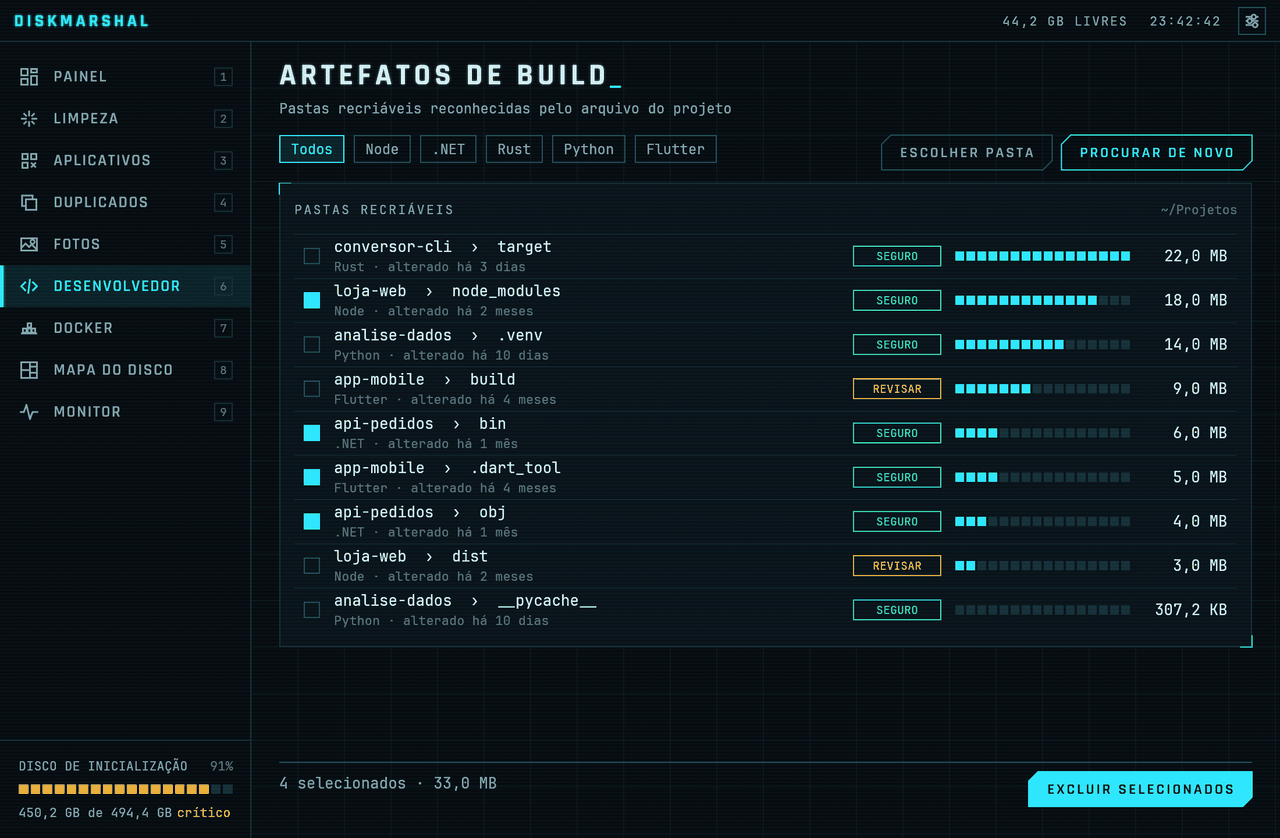 DISKMARSHAL
44,2 GB LIVRES 23:42:42
PAINEL 1
LIMPEZA 2
APLICATIVOS 3
DUPLICADOS 4
FOTOS 5
DESENVOLVEDOR 6
DOCKER 7
MAPA DO DISCO 8
MONITOR 9
DISCO DE INICIALIZAÇÃO 91%
450,2 GB de 494,4 GB crítico
ARTEFATOS DE BUILD_
Pastas recriáveis reconhecidas pelo arquivo do projeto
Todos Node .NET Rust Python Flutter
ESCOLHER PASTA PROCURAR DE NOVO
PASTAS RECRIÁVEIS ~/Projetos
conversor-cli › target SEGURO 22,0 MB
Rust · alterado há 3 dias
loja-web › node_modules SEGURO 18,0 MB
Node · alterado há 2 meses
analise-dados › .venv SEGURO 14,0 MB
Python · alterado há 10 dias
app-mobile › build REVISAR 9,0 MB
Flutter · alterado há 4 meses
api-pedidos › bin SEGURO 6,0 MB
.NET · alterado há 1 mês
app-mobile › .dart_tool SEGURO 5,0 MB
Flutter · alterado há 4 meses
api-pedidos › obj SEGURO 4,0 MB
.NET · alterado há 1 mês
loja-web › dist REVISAR 3,0 MB
Node · alterado há 2 meses
analise-dados › __pycache__ SEGURO 307,2 KB
Python · alterado há 10 dias
4 selecionados · 33,0 MB
EXCLUIR SELECIONADOS